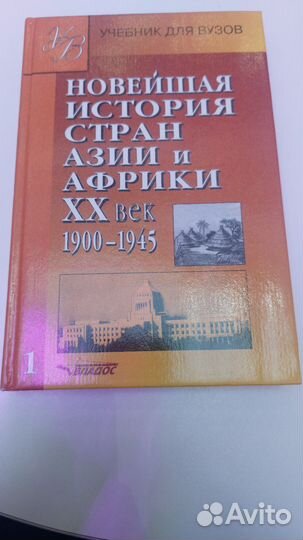 УЧЕБНИК ДЛЯ ВУЗОВ
НОВЕЙШАЯ
ИСТОРИЯ
СТРАН
АЗИИ и
АФРИКИ
XX век
1900–1945
1
ВЛАДОС
Avito